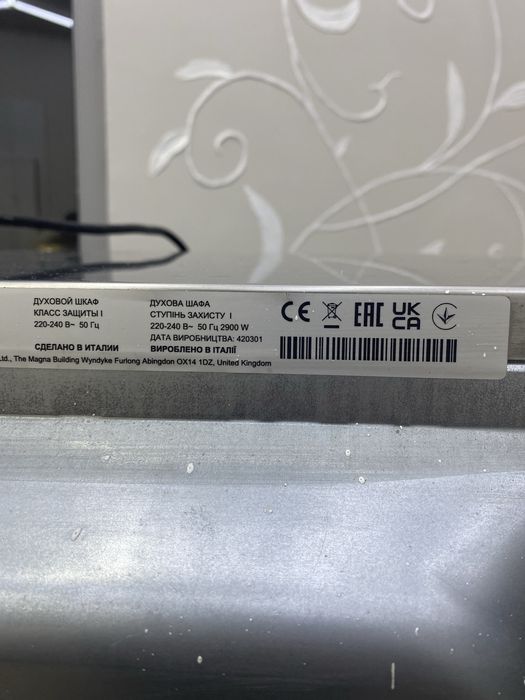 ДУХОВОЙ ШКАФ
КЛАСС ЗАЩИТЫ I
220-240 В~ 50 Гц
СДЕЛАНО В ИТАЛИИ
ДУХОВА ШАФА
СТУПІНЬ ЗАХИСТУ I
220-240 В~ 50 Гц 2900 W
ДАТА ВИРОБНИЦТВА: 420301
ВИРОБЛЕНО В ІТАЛІЇ
CE EAC UK CA
Ltd., The Magna Building Wyndyke Furlong Abingdon OX14 1DZ, United Kingdom